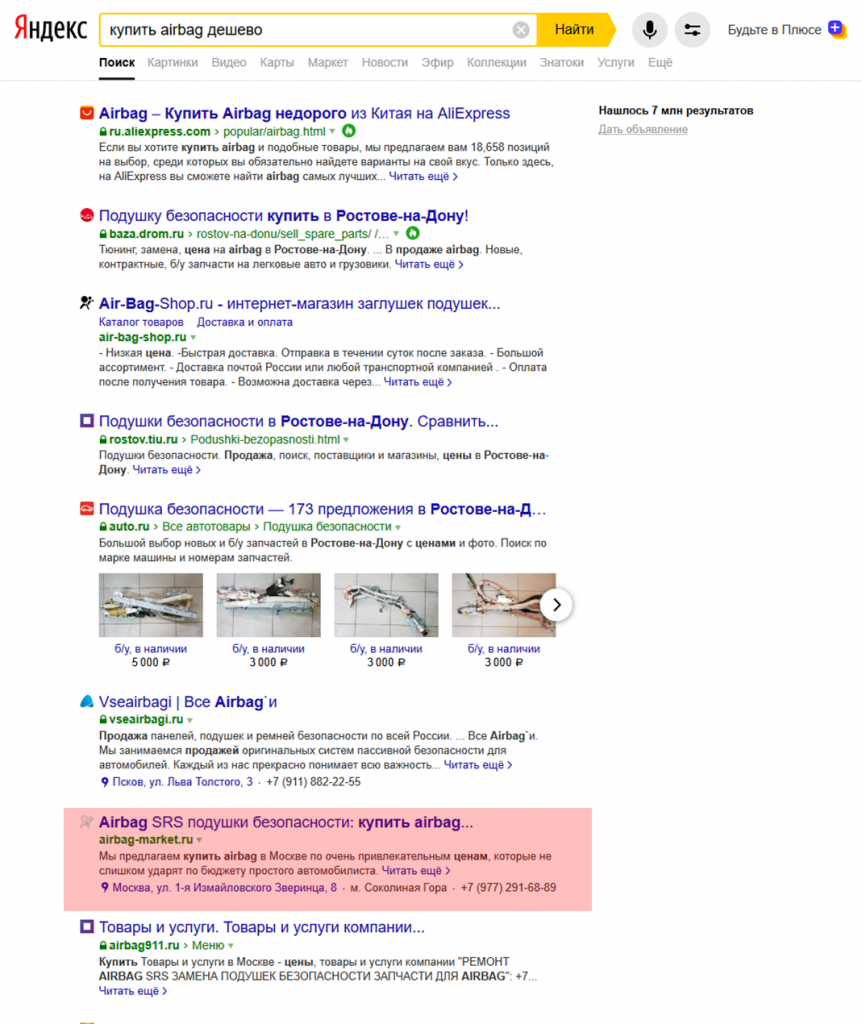 Яндекс
купить airbag дешево
Найти
Будьте в Плюсе
Поиск Картинки Видео Карты Маркет Новости Эфир Коллекции Знатоки Услуги Ещё
Нашлось 7 млн результатов
Дать объявление
Airbag – Купить Airbag недорого из Китая на AliExpress
ru.aliexpress.com › popular/airbag.html
Если вы хотите купить airbag и подобные товары, мы предлагаем вам 18,658 позиций
на выбор, среди которых вы обязательно найдете варианты на свой вкус. Только здесь,
на AliExpress вы сможете найти airbag самых лучших... Читать ещё ›
Подушку безопасности купить в Ростове-на-Дону!
baza.drom.ru › rostov-na-donu/sell_spare_parts/ /…
Тюнинг, замена, цена на airbag в Ростове-на-Дону. ... В продаже airbag. Новые,
контрактные, б/у запчасти на легковые авто и грузовики. Читать ещё ›
Air-Bag-Shop.ru - интернет-магазин заглушек подушек...
Каталог товаров Доставка и оплата
air-bag-shop.ru
- Низкая цена. -Быстрая доставка. Отправка в течении суток после заказа. - Большой
ассортимент. - Доставка почтой России или любой транспортной компанией . - Оплата
после получения товара. - Возможна доставка через... Читать ещё ›
Подушки безопасности в Ростове-на-Дону. Сравнить...
rostov.tiu.ru › Podushki-bezopasnosti.html
Подушки безопасности. Продажа, поиск, поставщики и магазины, цены в Ростове-на-
Дону. Читать ещё ›
Подушка безопасности — 173 предложения в Ростове-на-Д…
auto.ru › Все автотовары › Подушка безопасности
Большой выбор новых и б/у запчастей в Ростове-на-Дону с ценами и фото. Поиск по
марке машины и номерам запчастей.
б/у, в наличии б/у, в наличии б/у, в наличии б/у, в наличии
5 000 ₽ 3 000 ₽ 3 000 ₽ 3 000 ₽
Vseairbagi | Все Airbag`и
vseairbagi.ru
Продажа панелей, подушек и ремней безопасности по всей России. ... Все Airbag`и.
Мы занимаемся продажей оригинальных систем пассивной безопасности для
автомобилей. Каждый из нас прекрасно понимает всю важность... Читать ещё ›
Псков, ул. Льва Толстого, 3 · +7 (911) 882-22-55
Airbag SRS подушки безопасности: купить airbag...
airbag-market.ru
Мы предлагаем купить airbag в Москве по очень привлекательным ценам, которые не
слишком ударят по бюджету простого автомобилиста. Читать ещё ›
Москва, ул. 1-я Измайловского Зверинца, 8 · м. Соколиная Гора · +7 (977) 291-68-89
Товары и услуги. Товары и услуги компании...
airbag911.ru › Меню
Купить Товары и услуги в Москве - цены, товары и услуги компании "РЕМОНТ
AIRBAG SRS ЗАМЕНА ПОДУШЕК БЕЗОПАСНОСТИ ЗАПЧАСТИ ДЛЯ AIRBAG": +7...
Читать ещё ›